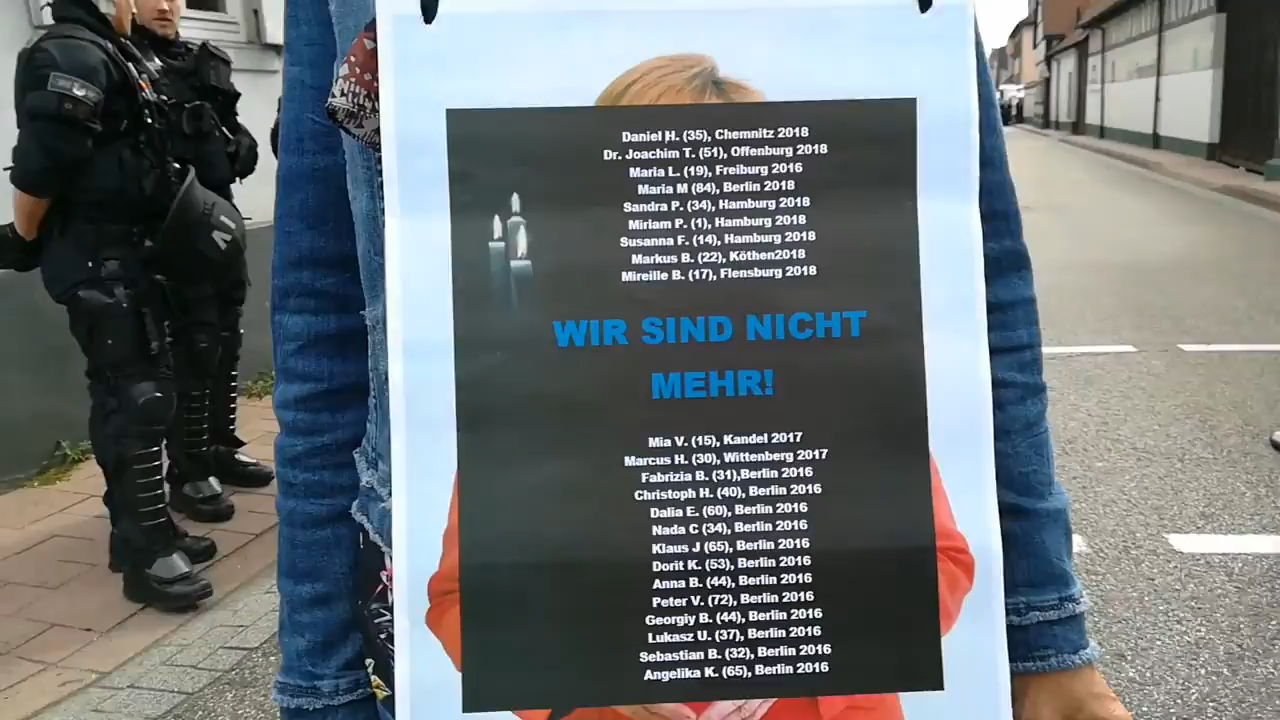 Daniel H. (35), Chemnitz 2018
Dr. Joachim T. (51), Offenburg 2018
Maria L. (19), Freiburg 2016
Maria M (84), Berlin 2018
Sandra P. (34), Hamburg 2018
Miriam P. (1), Hamburg 2018
Susanna F. (14), Hamburg 2018
Markus B. (22), Köthen2018
Mireille B. (17), Flensburg 2018
WIR SIND NICHT
MEHR!
Mia V. (15), Kandel 2017
Marcus H. (30), Wittenberg 2017
Fabrizia B. (31),Berlin 2016
Christoph H. (40), Berlin 2016
Dalia E. (60), Berlin 2016
Nada C (34), Berlin 2016
Klaus J (65), Berlin 2016
Dorit K. (53), Berlin 2016
Anna B. (44), Berlin 2016
Peter V. (72), Berlin 2016
Georgiy B. (44), Berlin 2016
Lukasz U. (37), Berlin 2016
Sebastian B. (32), Berlin 2016
Angelika K. (65), Berlin 2016